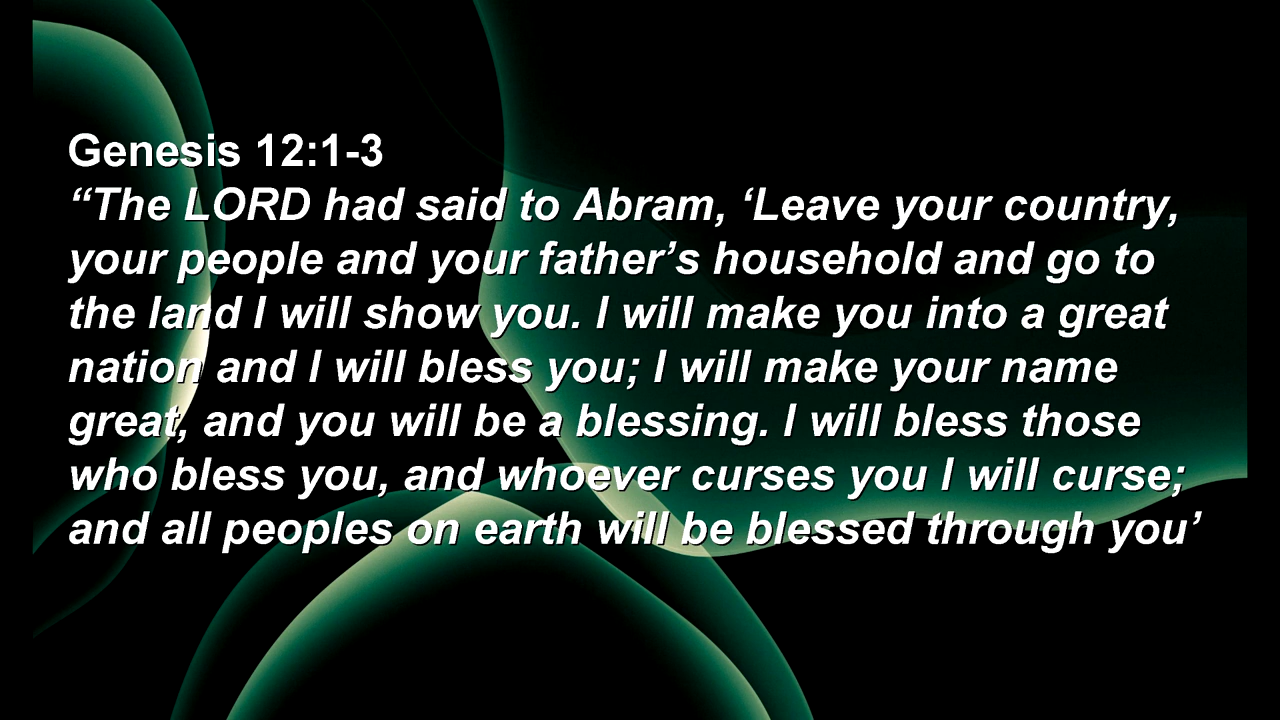 Genesis 12:1-3
“The LORD had said to Abram, ‘Leave your country,
your people and your father’s household and go to
the land I will show you. I will make you into a great
nation and I will bless you; I will make your name
great, and you will be a blessing. I will bless those
who bless you, and whoever curses you I will curse;
and all peoples on earth will be blessed through you’